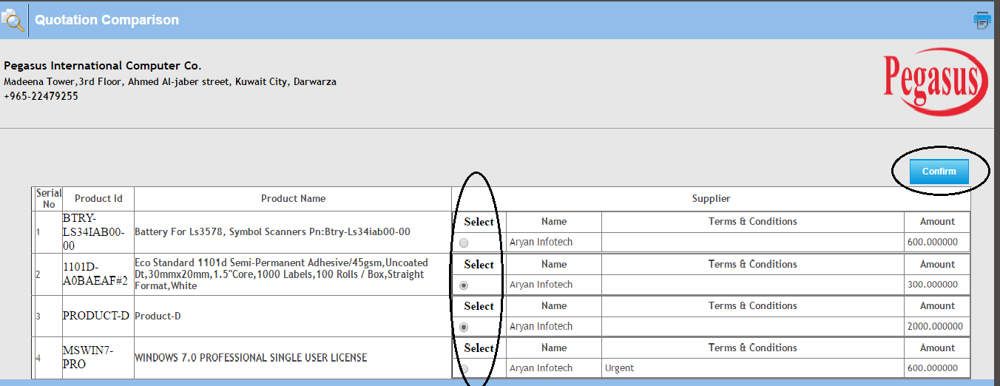 Quotation Comparison
Pegasus International Computer Co.
Madeena Tower,3rd Floor, Ahmed Al-jaber street, Kuwait City, Darwarza
+965-22479255
Pegasus
Confirm
Serial No Product Id Product Name Supplier
1 BTRY-LS34IAB00-00 Battery For Ls3578, Symbol Scanners Pn:Btry-Ls34iab00-00
Select Name Terms & Conditions Amount
Aryan Infotech 600.000000
2 1101D-A0BAEAF#2 Eco Standard 1101d Semi-Permanent Adhesive/45gsm,Uncoated
Dt,30mmx20mm,1.5"Core,1000 Labels,100 Rolls / Box,Straight
Format,White
Select Name Terms & Conditions Amount
Aryan Infotech 300.000000
3 PRODUCT-D Product-D
Select Name Terms & Conditions Amount
Aryan Infotech 2000.000000
4 MSWIN7-PRO WINDOWS 7.0 PROFESSIONAL SINGLE USER LICENSE
Select Name Terms & Conditions Amount
Aryan Infotech Urgent 600.000000